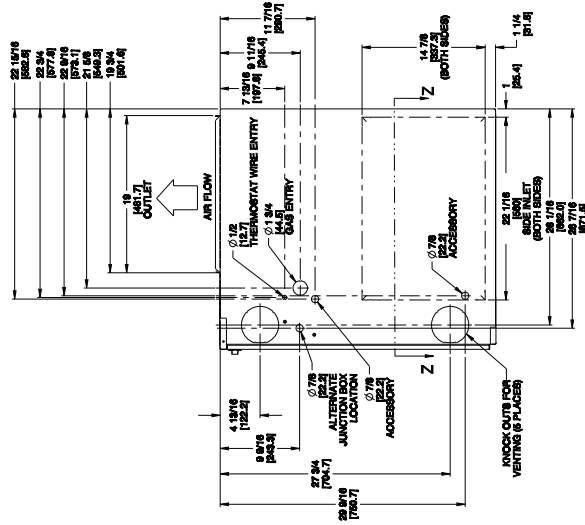 22 15/16
[582.6]
22 3/4
[577.8]
22 9/16
[573.1]
21 5/8
[549.3]
19 3/4
[501.6]
19
[481.7]
OUTLET
AIR FLOW
11 7/16
[290.7]
9 11/16
[245.4]
7 13/16
[197.8]
14 7/8
[377.3]
(BOTH SIDES)
1 1/4
[31.8]
1
[25.4]
Z
Ø 1/2
[12.7]
THERMOSTAT WIRE ENTRY
Ø 1 3/4
[44.5]
GAS ENTRY
Ø 7/8
[22.2]
ACCESSORY
22 1/16
[560]
SIDE INLET
(BOTH SIDES)
26 1/16
[662.0]
26 7/16
[671.5]
Ø 7/8
[22.2]
ALTERNATE
JUNCTION BOX
LOCATION
Ø 7/8
[22.2]
ACCESSORY
Z
KNOCK OUTS FOR
VENTING (5 PLACES)
4 13/16
[122.2]
9 9/16
[243.3]
27 3/4
[704.7]
29 9/16
[750.7]